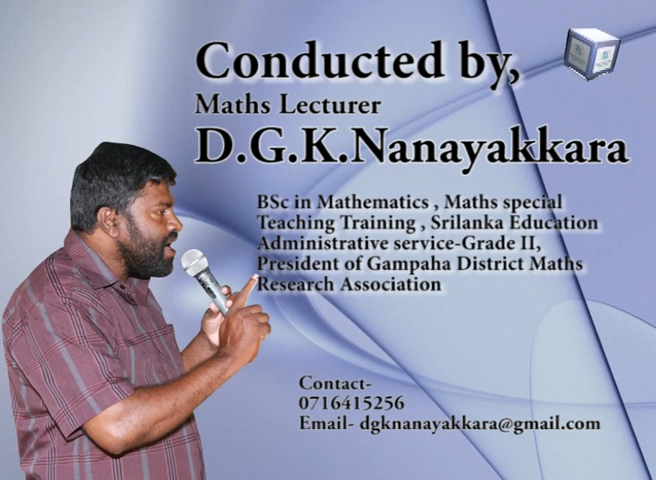 Conducted by,
Maths Lecturer
D.G.K.Nanayakkara
BSc in Mathematics , Maths special
Teaching Training , Srilanka Education
Administrative service-Grade II,
President of Gampaha District Maths
Research Association
Contact-
0716415256
Email- dgknanayakkara@gmail.com